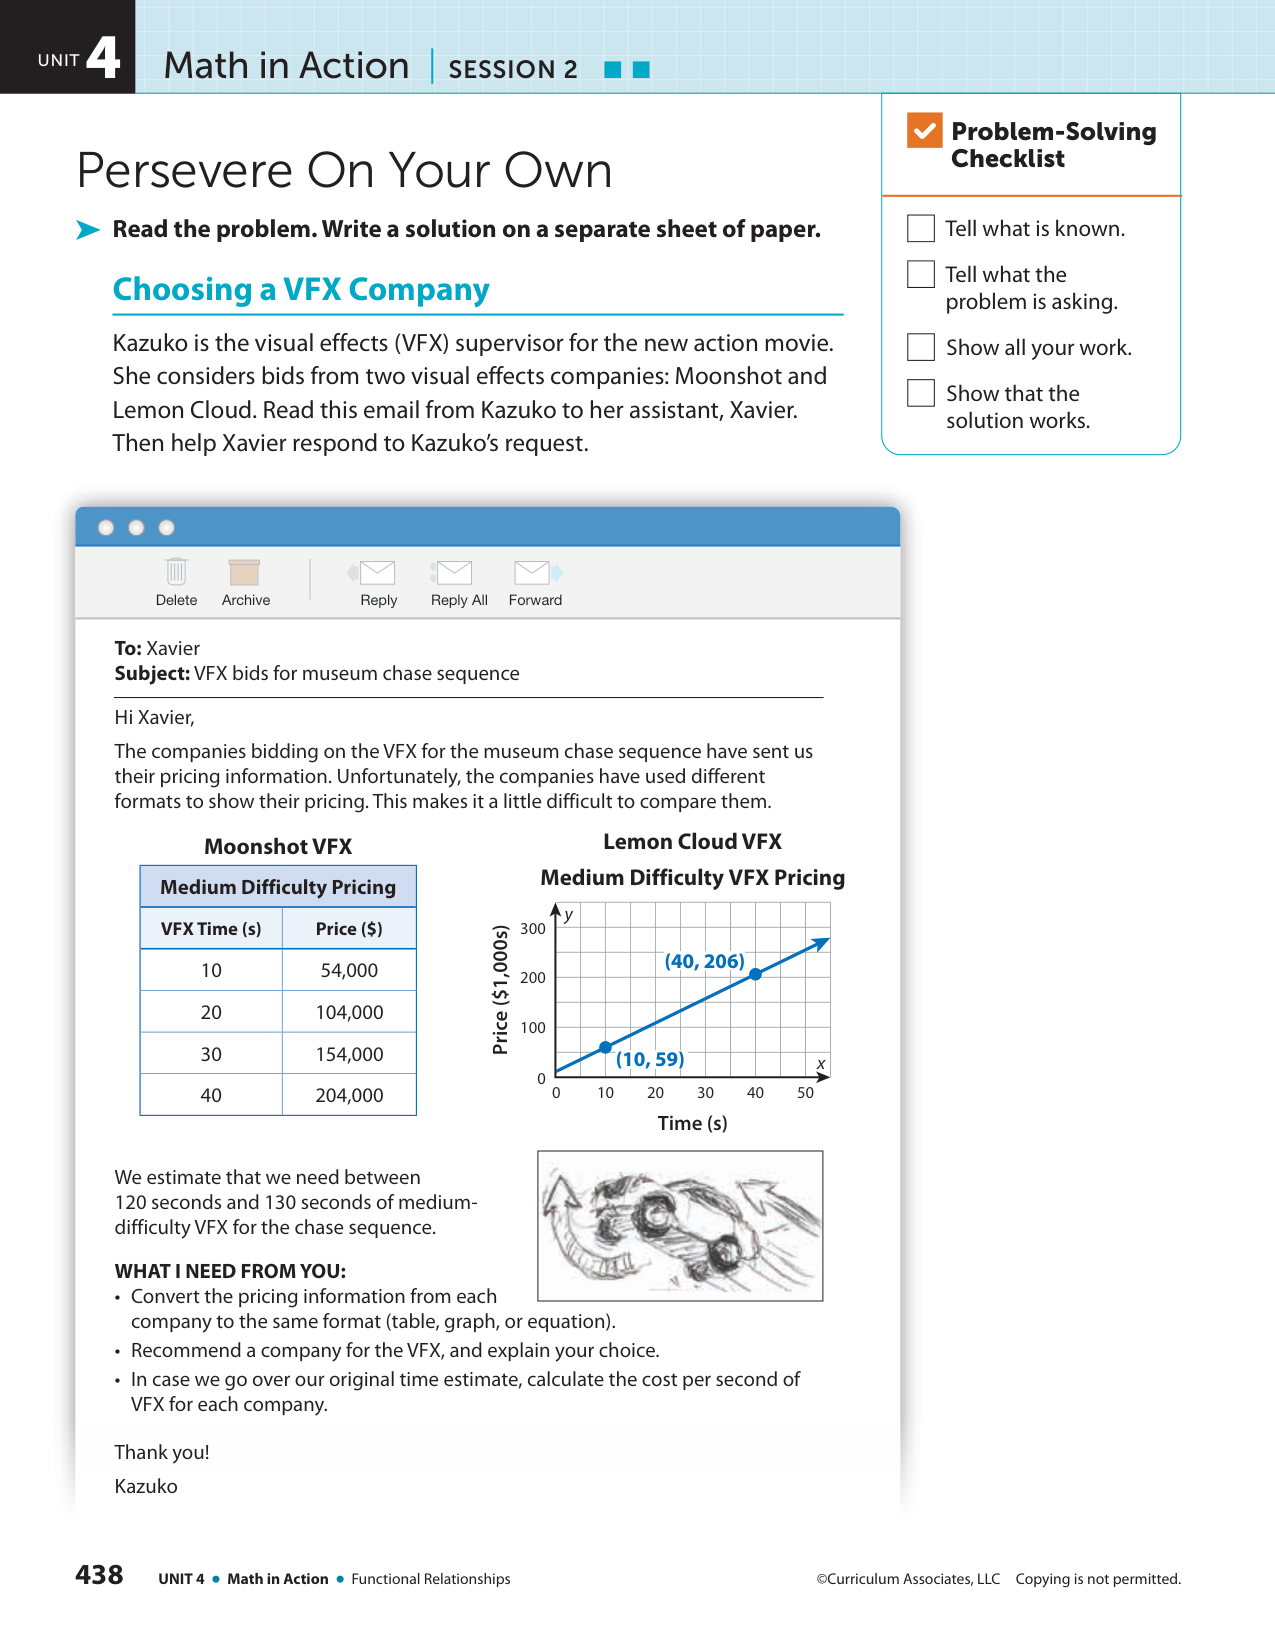 UNIT 4
Math in Action | SESSION 2
Persevere On Your Own
Read the problem. Write a solution on a separate sheet of paper.
Choosing a VFX Company
Kazuko is the visual effects (VFX) supervisor for the new action movie.
She considers bids from two visual effects companies: Moonshot and
Lemon Cloud. Read this email from Kazuko to her assistant, Xavier.
Then help Xavier respond to Kazuko’s request.
Problem-Solving
Checklist
Tell what is known.
Tell what the
problem is asking.
Show all your work.
Show that the
solution works.
Delete Archive Reply Reply All Forward
To: Xavier
Subject: VFX bids for museum chase sequence
Hi Xavier,
The companies bidding on the VFX for the museum chase sequence have sent us
their pricing information. Unfortunately, the companies have used different
formats to show their pricing. This makes it a little difficult to compare them.
Moonshot VFX
Medium Difficulty Pricing
VFX Time (s) Price ($)
10 54,000
20 104,000
30 154,000
40 204,000
Lemon Cloud VFX
Medium Difficulty VFX Pricing
Price ($1,000s)
y
300
200
100
0
(40, 206)
(10, 59)
x
0 10 20 30 40 50
Time (s)
We estimate that we need between
120 seconds and 130 seconds of medium-
difficulty VFX for the chase sequence.
WHAT I NEED FROM YOU:
• Convert the pricing information from each
company to the same format (table, graph, or equation).
• Recommend a company for the VFX, and explain your choice.
• In case we go over our original time estimate, calculate the cost per second of
VFX for each company.
Thank you!
Kazuko
438 UNIT 4 • Math in Action • Functional Relationships
©Curriculum Associates, LLC Copying is not permitted.